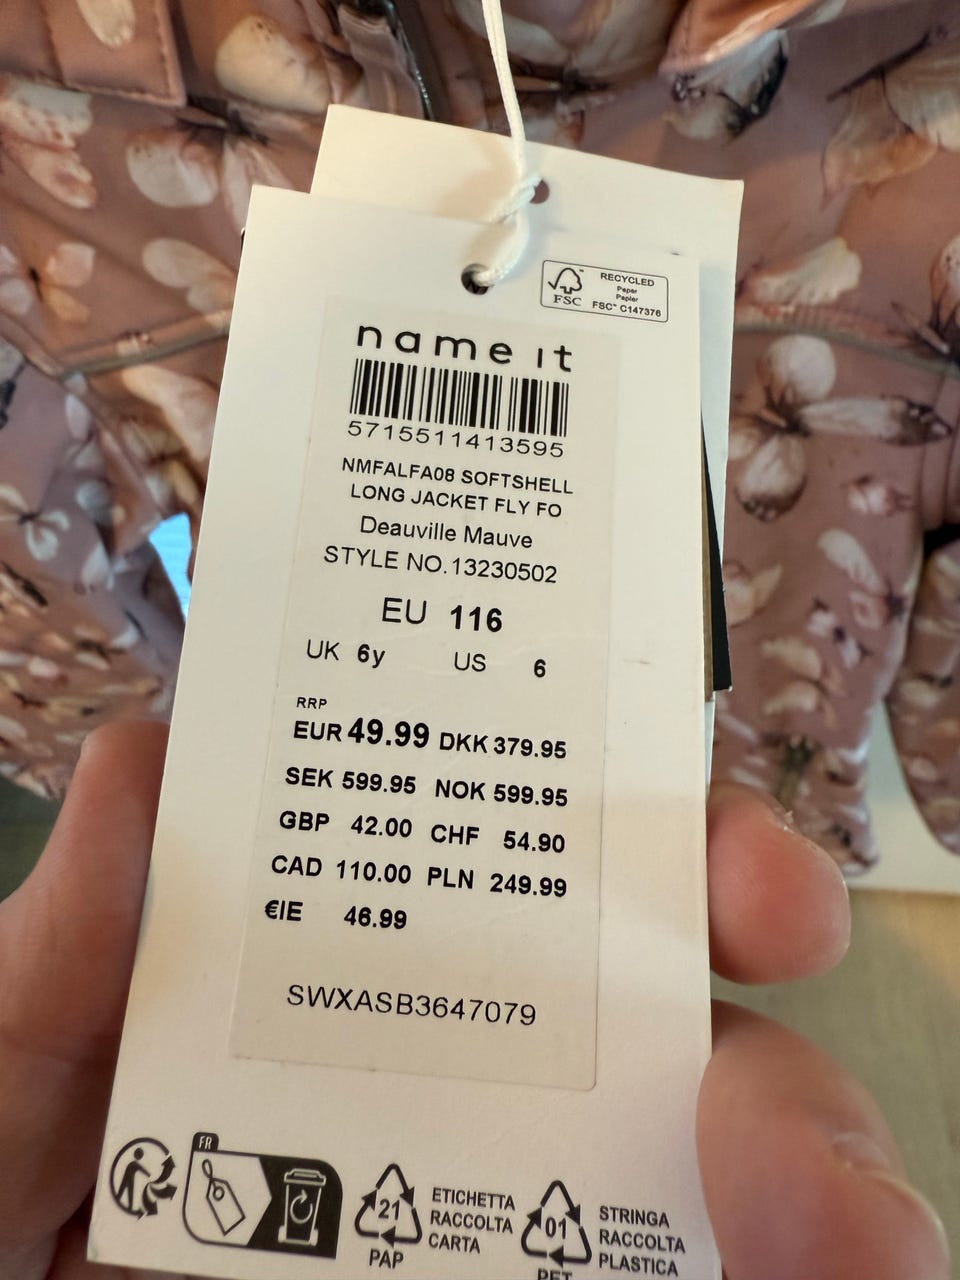 FSC
RECYCLED
Paper
Papier
FSC™ C147376
name it
5715511413595
NMFALFA08 SOFTSHELL
LONG JACKET FLY FO
Deauville Mauve
STYLE NO.13230502
EU 116
UK 6y US 6
RRP
EUR 49.99 DKK 379.95
SEK 599.95 NOK 599.95
GBP 42.00 CHF 54.90
CAD 110.00 PLN 249.99
€IE 46.99
SWXASB3647079
FR
21
PAP
ETICHETTA
RACCOLTA
CARTA
01
PET
STRINGA
RACCOLTA
PLASTICA